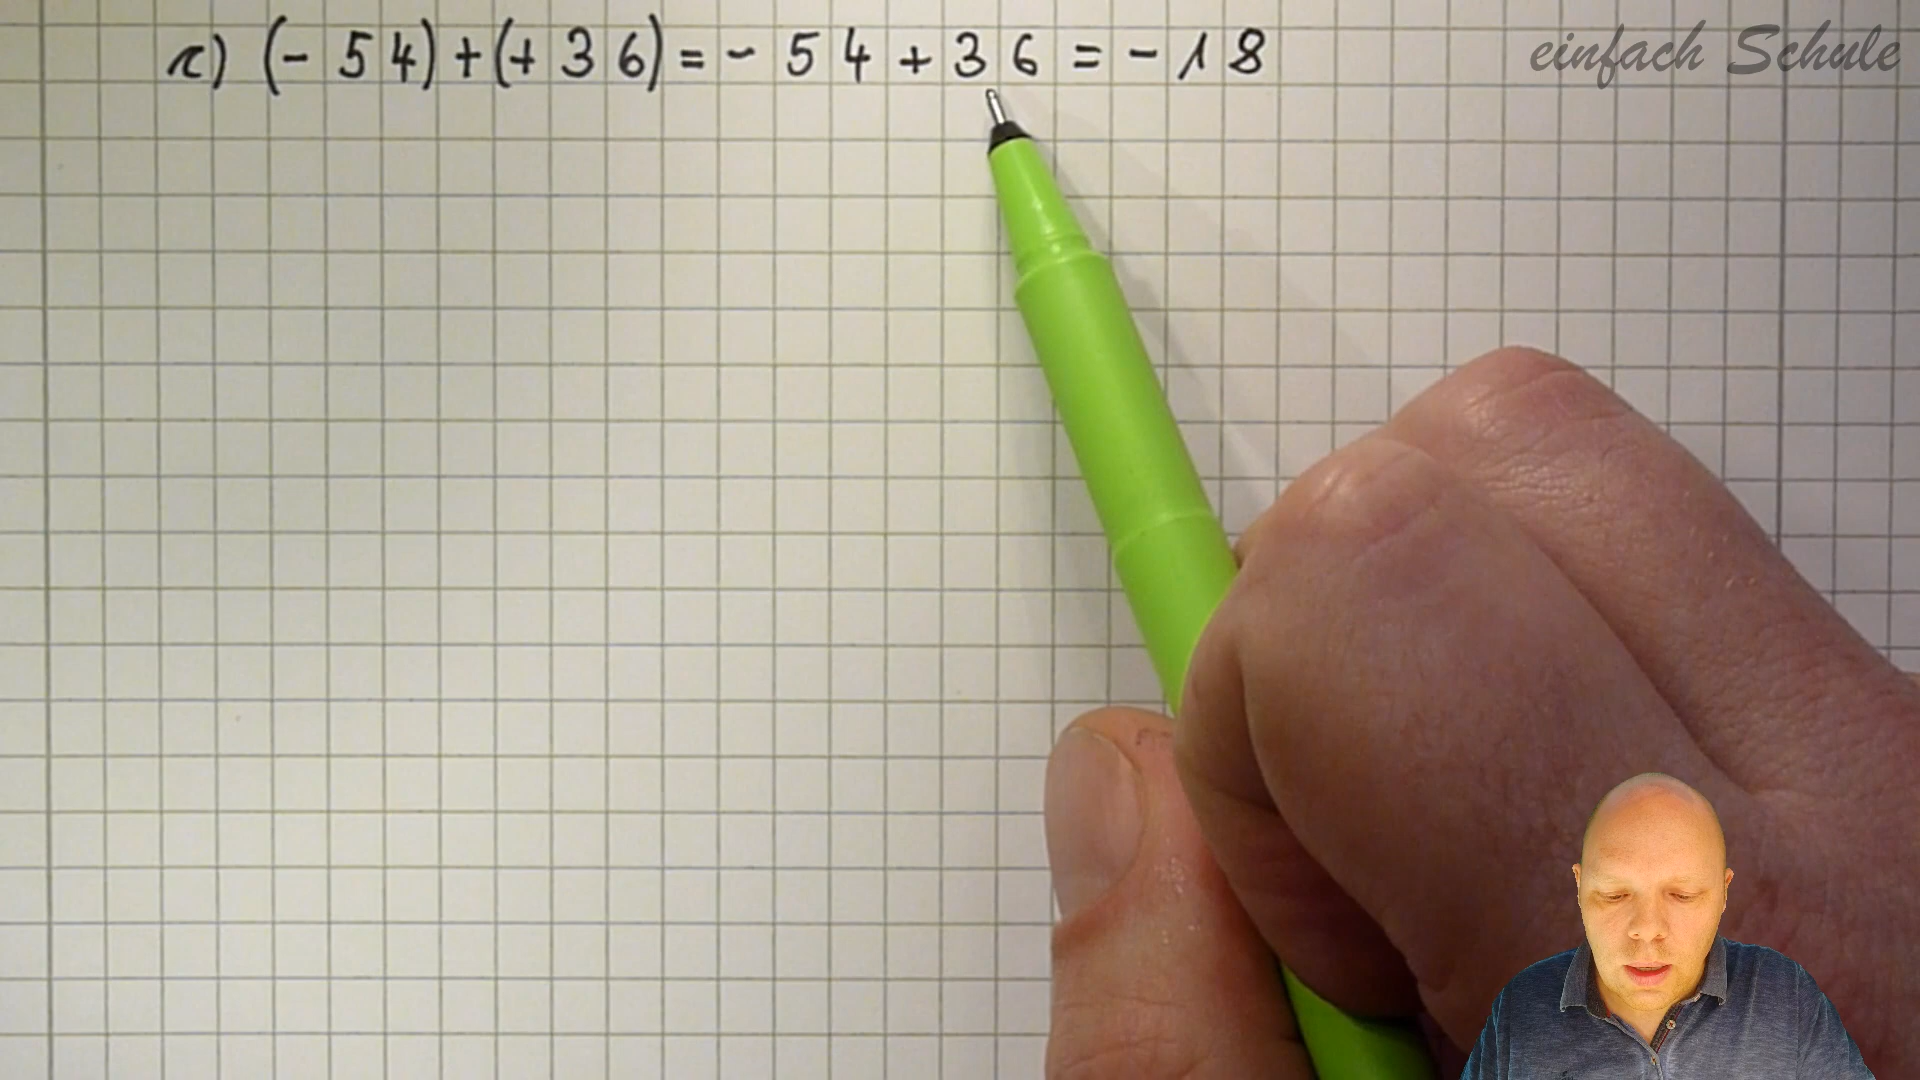 c) (- 54) + (+ 36) = - 54 + 36 = - 18
einfach Schule